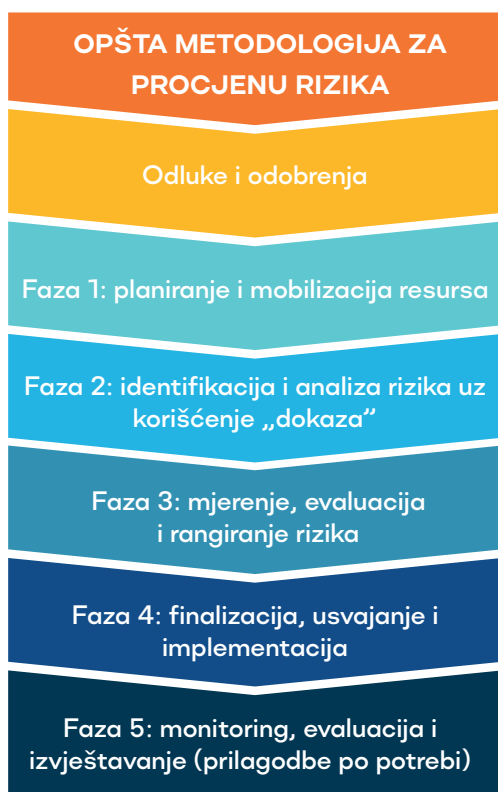 OPŠTA METODOLOGIJA ZA
PROCJENU RIZIKA
Odluke i odobrenja
Faza 1: planiranje i mobilizacija resursa
Faza 2: identifikacija i analiza rizika uz
korišćenje „dokaza”
Faza 3: mjerenje, evaluacija
i rangiranje rizika
Faza 4: finalizacija, usvajanje i
implementacija
Faza 5: monitoring, evaluacija i
izvještavanje (prilagodbe po potrebi)